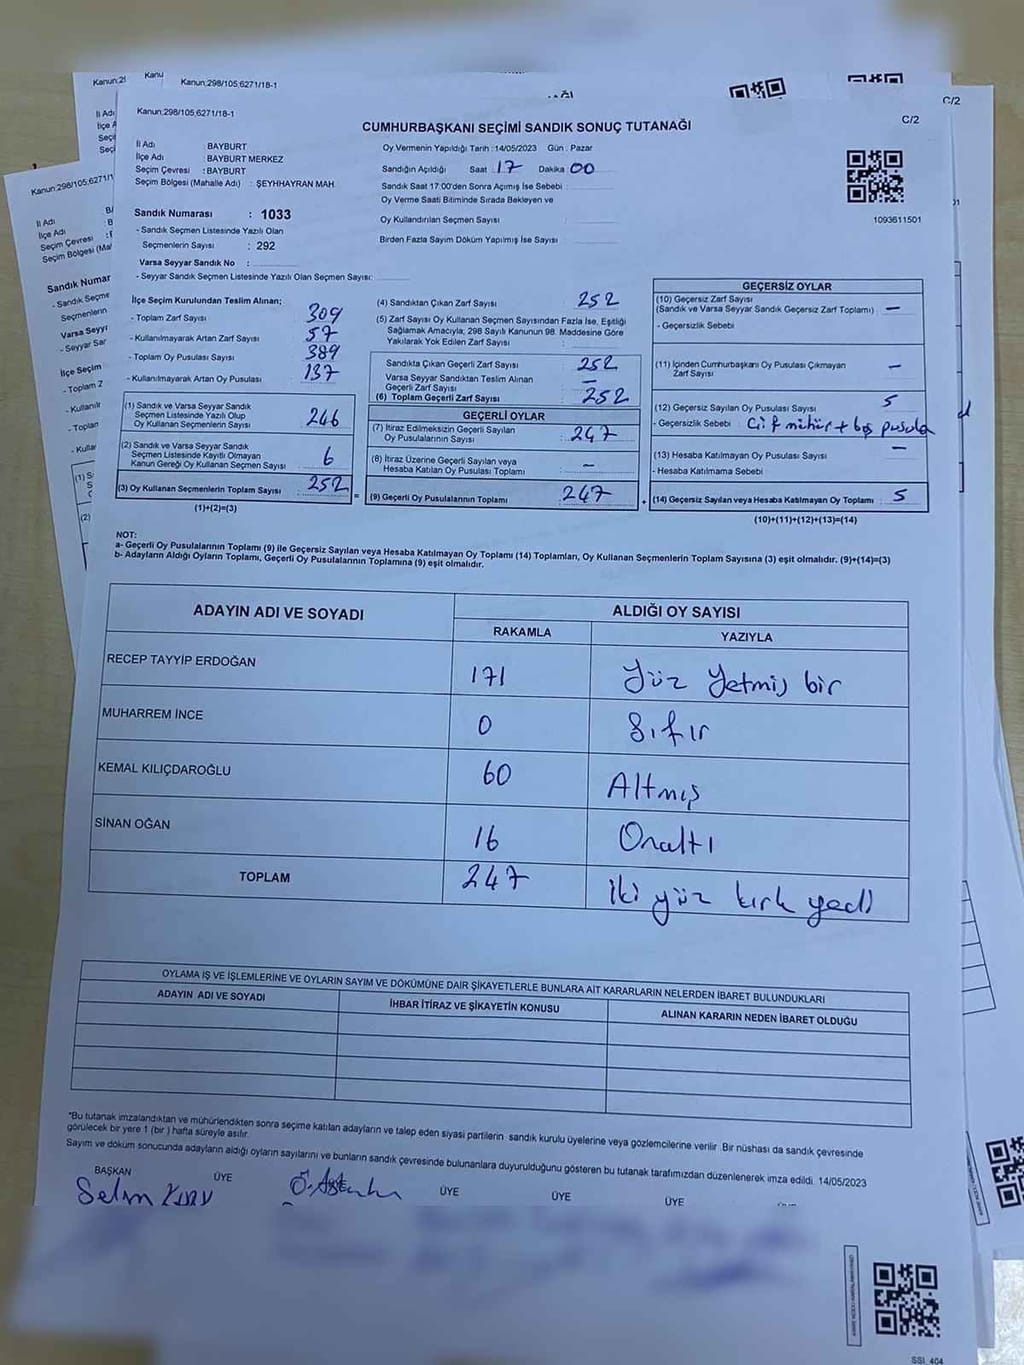 Kanun:298/105,6271/18-1
C/2
CUMHURBAŞKANI SEÇİMİ SANDIK SONUÇ TUTANAĞI
İl Adı : BAYBURT
İlçe Adı : BAYBURT MERKEZ
Seçim Çevresi : BAYBURT
Seçim Bölgesi (Mahalle Adı) : ŞEYHHAYRAN MAH.
Oy Vermenin Yapıldığı Tarih :14/05/2023 Gün : Pazar
Sandığın Açıldığı Saat 17 Dakika 00
Sandık Saat 17:00'den Sonra Açımış İse Sebebi
Oy Verme Saati Bitiminde Sırada Bekleyen ve
Oy Kullandırılan Seçmen Sayısı
Birden Fazla Sayım Döküm Yapılmış İse Sayısı
1093611501
Sandık Numarası : 1033
- Sandık Seçmen Listesinde Yazılı Olan
Seçmenlerin Sayısı : 292
Varsa Seyyar Sandık No :
- Seyyar Sandık Seçmen Listesinde Yazılı Olan Seçmen Sayısı:
İlçe Seçim Kurulundan Teslim Alınan;
- Toplam Zarf Sayısı 309
- Kullanılmayarak Artan Zarf Sayısı 57
- Toplam Oy Pusulası Sayısı 389
- Kullanılmayarak Artan Oy Pusulası 137
(1) Sandık ve Varsa Seyyar Sandık
Seçmen Listesinde Yazılı Olup
Oy Kullanan Seçmenlerin Sayısı 246
(2) Sandık ve Varsa Seyyar Sandık
Seçmen Listesinde Kayıtlı Olmayan
Kanun Gereği Oy Kullanan Seçmen Sayısı 6
(3) Oy Kullanan Seçmenlerin Toplam Sayısı 252
(1)+(2)=(3)
(4) Sandıktan Çıkan Zarf Sayısı 252
(5) Zarf Sayısı Oy Kullanan Seçmen Sayısından Fazla İse, Eşitliği
Sağlamak Amacıyla; 298 Sayılı Kanunun 98. Maddesine Göre
Yakılarak Yok Edilen Zarf Sayısı
Sandıkta Çıkan Geçerli Zarf Sayısı 252
Varsa Seyyar Sandıktan Teslim Alınan
Geçerli Zarf Sayısı —
(6) Toplam Geçerli Zarf Sayısı 252
GEÇERLİ OYLAR
(7) İtiraz Edilmeksizin Geçerli Sayılan
Oy Pusulalarının Sayısı 247
(8) İtiraz Üzerine Geçerli Sayılan veya
Hesaba Katılan Oy Pusulası Toplamı —
= (9) Geçerli Oy Pusulalarının Toplamı 247
GEÇERSİZ OYLAR
(10) Geçersiz Zarf Sayısı
(Sandık ve Varsa Seyyar Sandık Geçersiz Zarf Toplamı) —
- Geçersizlik Sebebi
(11) İçinden Cumhurbaşkanı Oy Pusulası Çıkmayan
Zarf Sayısı —
(12) Geçersiz Sayılan Oy Pusulası Sayısı 5
- Geçersizlik Sebebi : Çift mühür + boş pusula
(13) Hesaba Katılmayan Oy Pusulası Sayısı —
- Hesaba Katılmama Sebebi
+ (14) Geçersiz Sayılan veya Hesaba Katılmayan Oy Toplamı 5
(10)+(11)+(12)+(13)=(14)
NOT:
a- Geçerli Oy Pusulalarının Toplamı (9) ile Geçersiz Sayılan veya Hesaba Katılmayan Oy Toplamı (14) Toplamları, Oy Kullanan Seçmenlerin Toplam Sayısına (3) eşit olmalıdır. (9)+(14)=(3)
b- Adayların Aldığı Oyların Toplamı, Geçerli Oy Pusulalarının Toplamına (9) eşit olmalıdır.
ADAYIN ADI VE SOYADI ALDIĞI OY SAYISI
RAKAMLA YAZIYLA
RECEP TAYYİP ERDOĞAN 171 Yüz Yetmiş bir
MUHARREM İNCE 0 Sıfır
KEMAL KILIÇDAROĞLU 60 Altmış
SİNAN OĞAN 16 Onaltı
TOPLAM 247 iki yüz kırk yedi
OYLAMA İŞ VE İŞLEMLERİNE VE OYLARIN SAYIM VE DÖKÜMÜNE DAİR ŞİKAYETLERLE BUNLARA AİT KARARLARIN NELERDEN İBARET BULUNDUKLARI
ADAYIN ADI VE SOYADI İHBAR İTİRAZ VE ŞİKAYETİN KONUSU ALINAN KARARIN NEDEN İBARET OLDUĞU
*Bu tutanak imzalandıktan ve mühürlendikten sonra seçime katılan adayların ve talep eden siyasi partilerin sandık kurulu üyelerine veya gözlemcilerine verilir. Bir nüshası da sandık çevresinde
görülecek bir yere 1 (bir) hafta süreyle asılır.
Sayım ve döküm sonucunda adayların aldığı oyların sayılarını ve bunların sandık çevresinde bulunanlara duyurulduğunu gösteren bu tutanak tarafımızdan düzenlenerek imza edildi. 14/05/2023
BAŞKAN ÜYE ÜYE ÜYE ÜYE
SSI 404